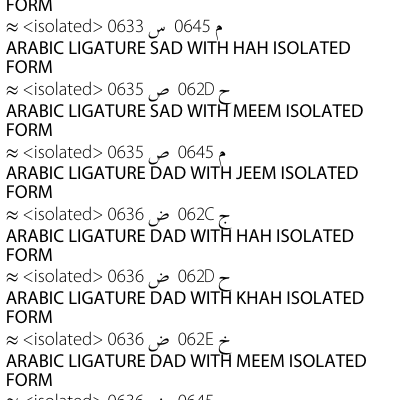 FORM
≈ <isolated> 0633 س 0645 م
ARABIC LIGATURE SAD WITH HAH ISOLATED
FORM
≈ <isolated> 0635 ص 062D ح
ARABIC LIGATURE SAD WITH MEEM ISOLATED
FORM
≈ <isolated> 0635 ص 0645 م
ARABIC LIGATURE DAD WITH JEEM ISOLATED
FORM
≈ <isolated> 0636 ض 062C ج
ARABIC LIGATURE DAD WITH HAH ISOLATED
FORM
≈ <isolated> 0636 ض 062D ح
ARABIC LIGATURE DAD WITH KHAH ISOLATED
FORM
≈ <isolated> 0636 ض 062E خ
ARABIC LIGATURE DAD WITH MEEM ISOLATED
FORM
≈ <isolated> 0636 ض 0645